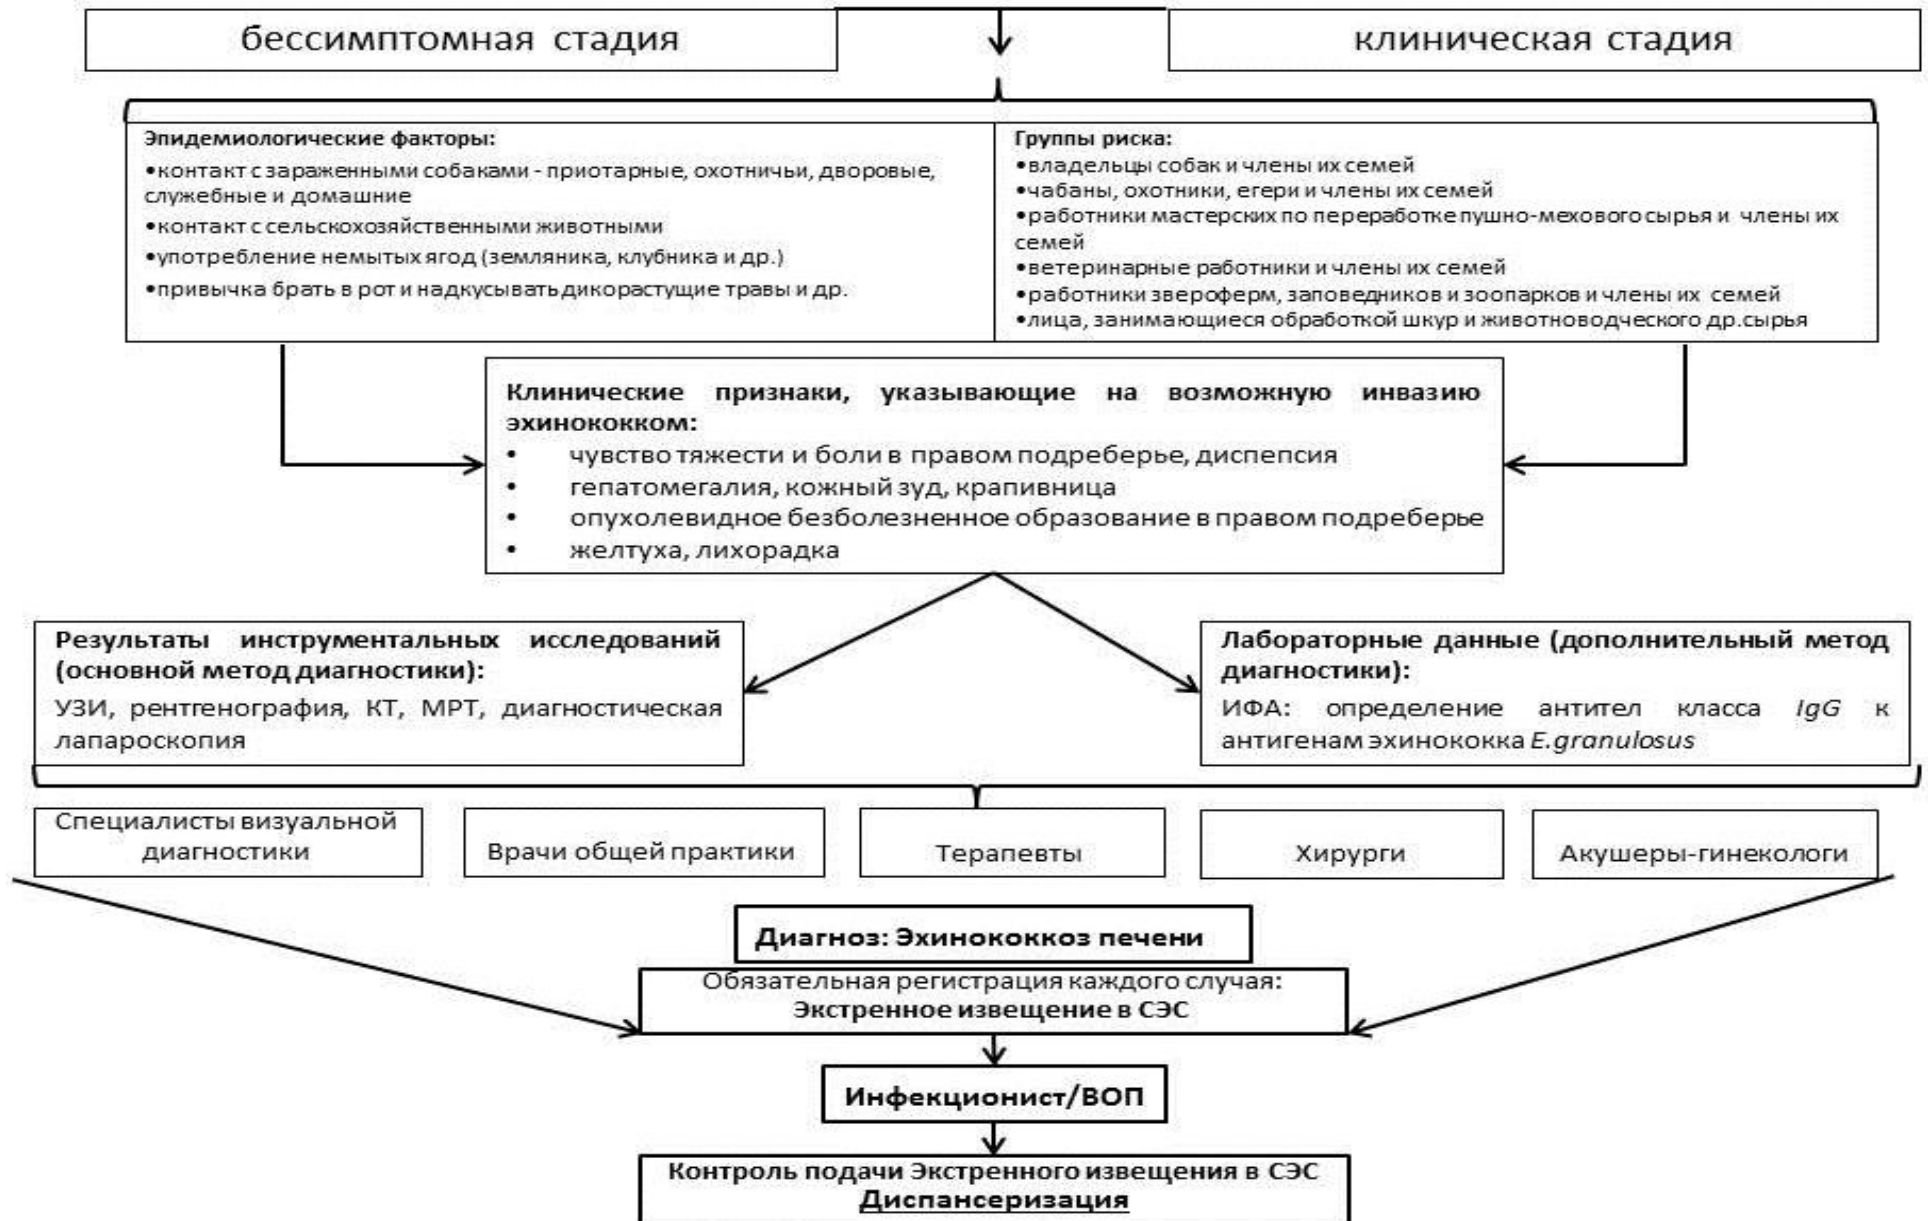 бессимптомная стадия
клиническая стадия
Эпидемиологические факторы:
•контакт с зараженными собаками - приотарные, охотничьи, дворовые,
служебные и домашние
•контакт с сельскохозяйственными животными
•употребление немытых ягод (земляника, клубника и др.)
•привычка брать в рот и надкусывать дикорастущие травы и др.
Группы риска:
•владельцы собак и члены их семей
•чабаны, охотники, егери и члены их семей
•работники мастерских по переработке пушно-мехового сырья и члены их
семей
•ветеринарные работники и члены их семей
•работники звероферм, заповедников и зоопарков и члены их семей
•лица, занимающиеся обработкой шкур и животноводческого др.сырья
Клинические признаки, указывающие на возможную инвазию
эхинококком:
• чувство тяжести и боли в правом подреберье, диспепсия
• гепатомегалия, кожный зуд, крапивница
• опухолевидное безболезненное образование в правом подреберье
• желтуха, лихорадка
Результаты инструментальных исследований
(основной метод диагностики):
УЗИ, рентгенография, КТ, МРТ, диагностическая
лапароскопия
Лабораторные данные (дополнительный метод
диагностики):
ИФА: определение антител класса IgG к
антигенам эхинококка E.granulosus
Специалисты визуальной
диагностики
Врачи общей практики
Терапевты
Хирурги
Акушеры-гинекологи
Диагноз: Эхинококкоз печени
Обязательная регистрация каждого случая:
Экстренное извещение в СЭС
Инфекционист/ВОП
Контроль подачи Экстренного извещения в СЭС
Диспансеризация